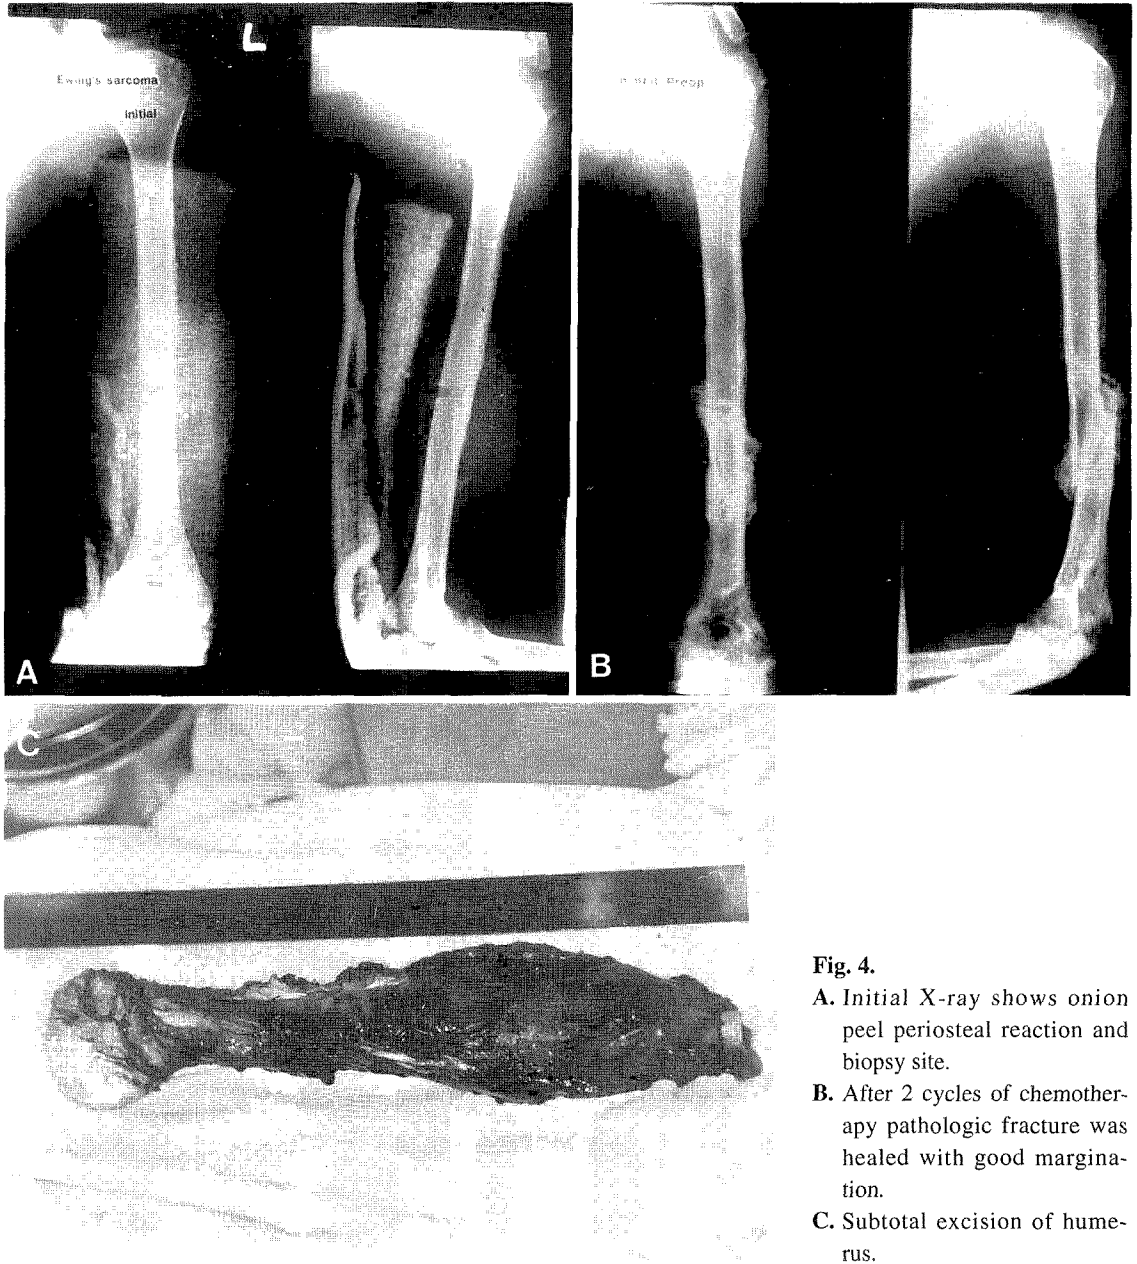 L
Ewing's sarcoma
initial
Preop
A
B
C
Fig. 4.
A. Initial X-ray shows onion
peel periosteal reaction and
biopsy site.
B. After 2 cycles of chemother-
apy pathologic fracture was
healed with good margina-
tion.
C. Subtotal excision of hume-
rus.